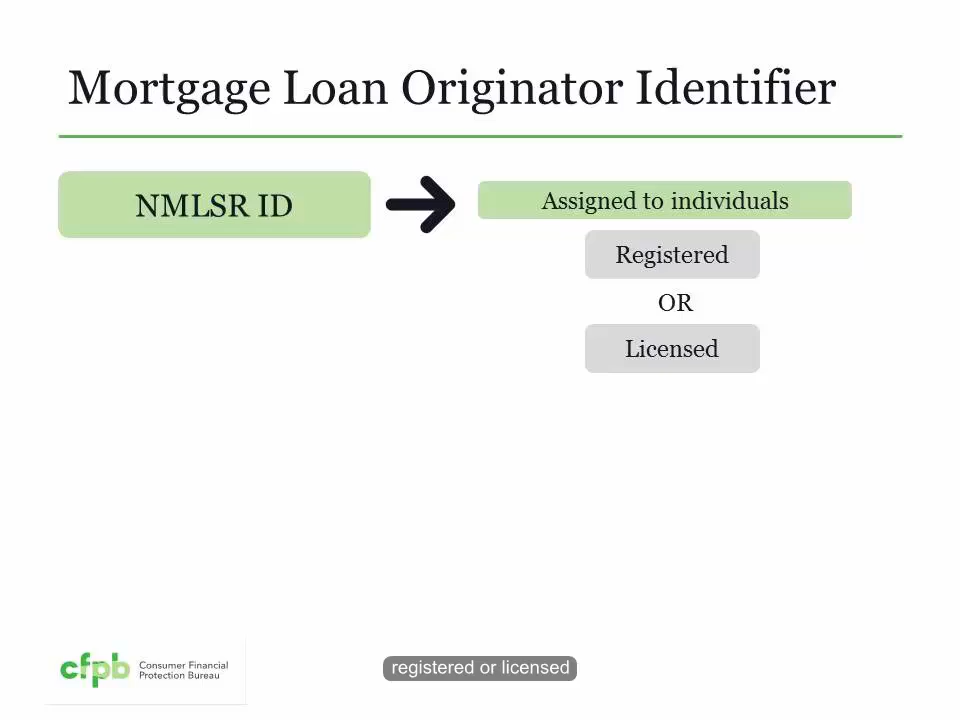 Mortgage Loan Originator Identifier
NMLSR ID
Assigned to individuals
Registered
OR
Licensed
cfpb Consumer Financial
Protection Bureau
registered or licensed